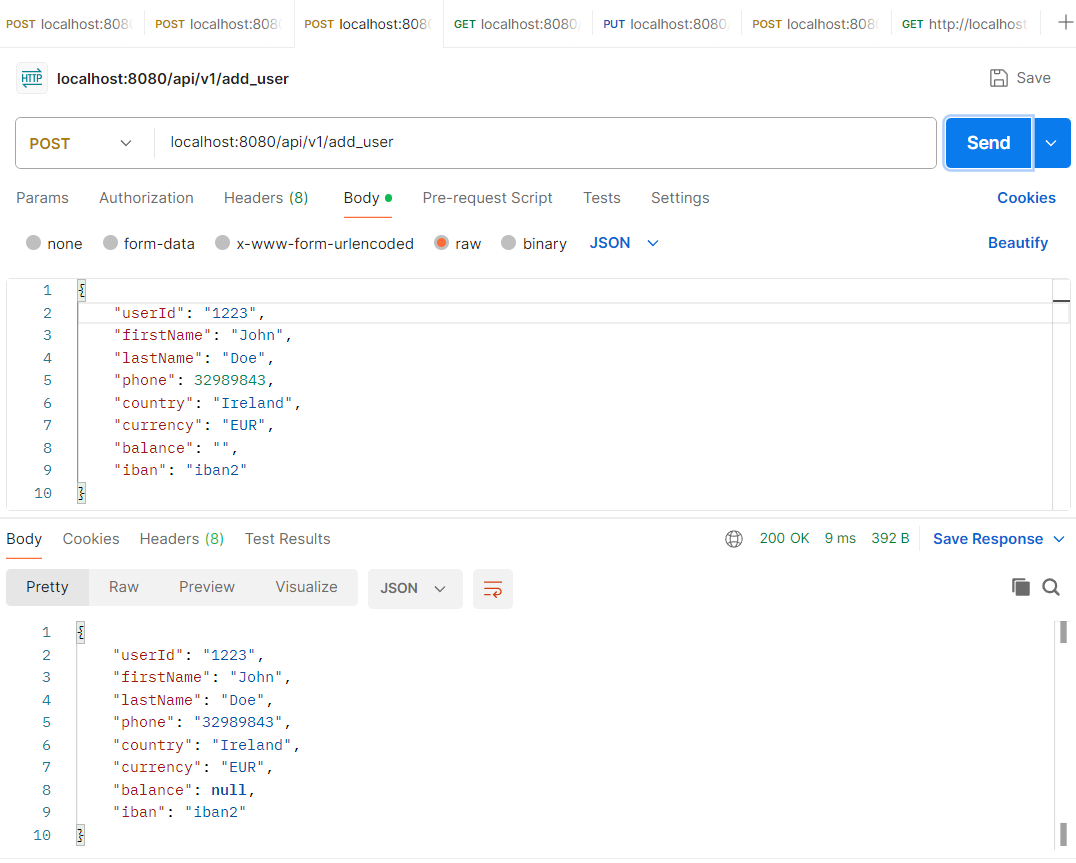 POST localhost:808 POST localhost:808 POST localhost:808 GET localhost:8080/ PUT localhost:8080/ POST localhost:808 GET http://localhost
HTTP localhost:8080/api/v1/add_user Save
POST localhost:8080/api/v1/add_user Send
Params Authorization Headers (8) Body Pre-request Script Tests Settings Cookies
none form-data x-www-form-urlencoded raw binary JSON Beautify
1 {
2 "userId": "1223",
3 "firstName": "John",
4 "lastName": "Doe",
5 "phone": 32989843,
6 "country": "Ireland",
7 "currency": "EUR",
8 "balance": "",
9 "iban": "iban2"
10 }
Body Cookies Headers (8) Test Results 200 OK 9 ms 392 B Save Response
Pretty Raw Preview Visualize JSON
1 {
2 "userId": "1223",
3 "firstName": "John",
4 "lastName": "Doe",
5 "phone": "32989843",
6 "country": "Ireland",
7 "currency": "EUR",
8 "balance": null,
9 "iban": "iban2"
10 }